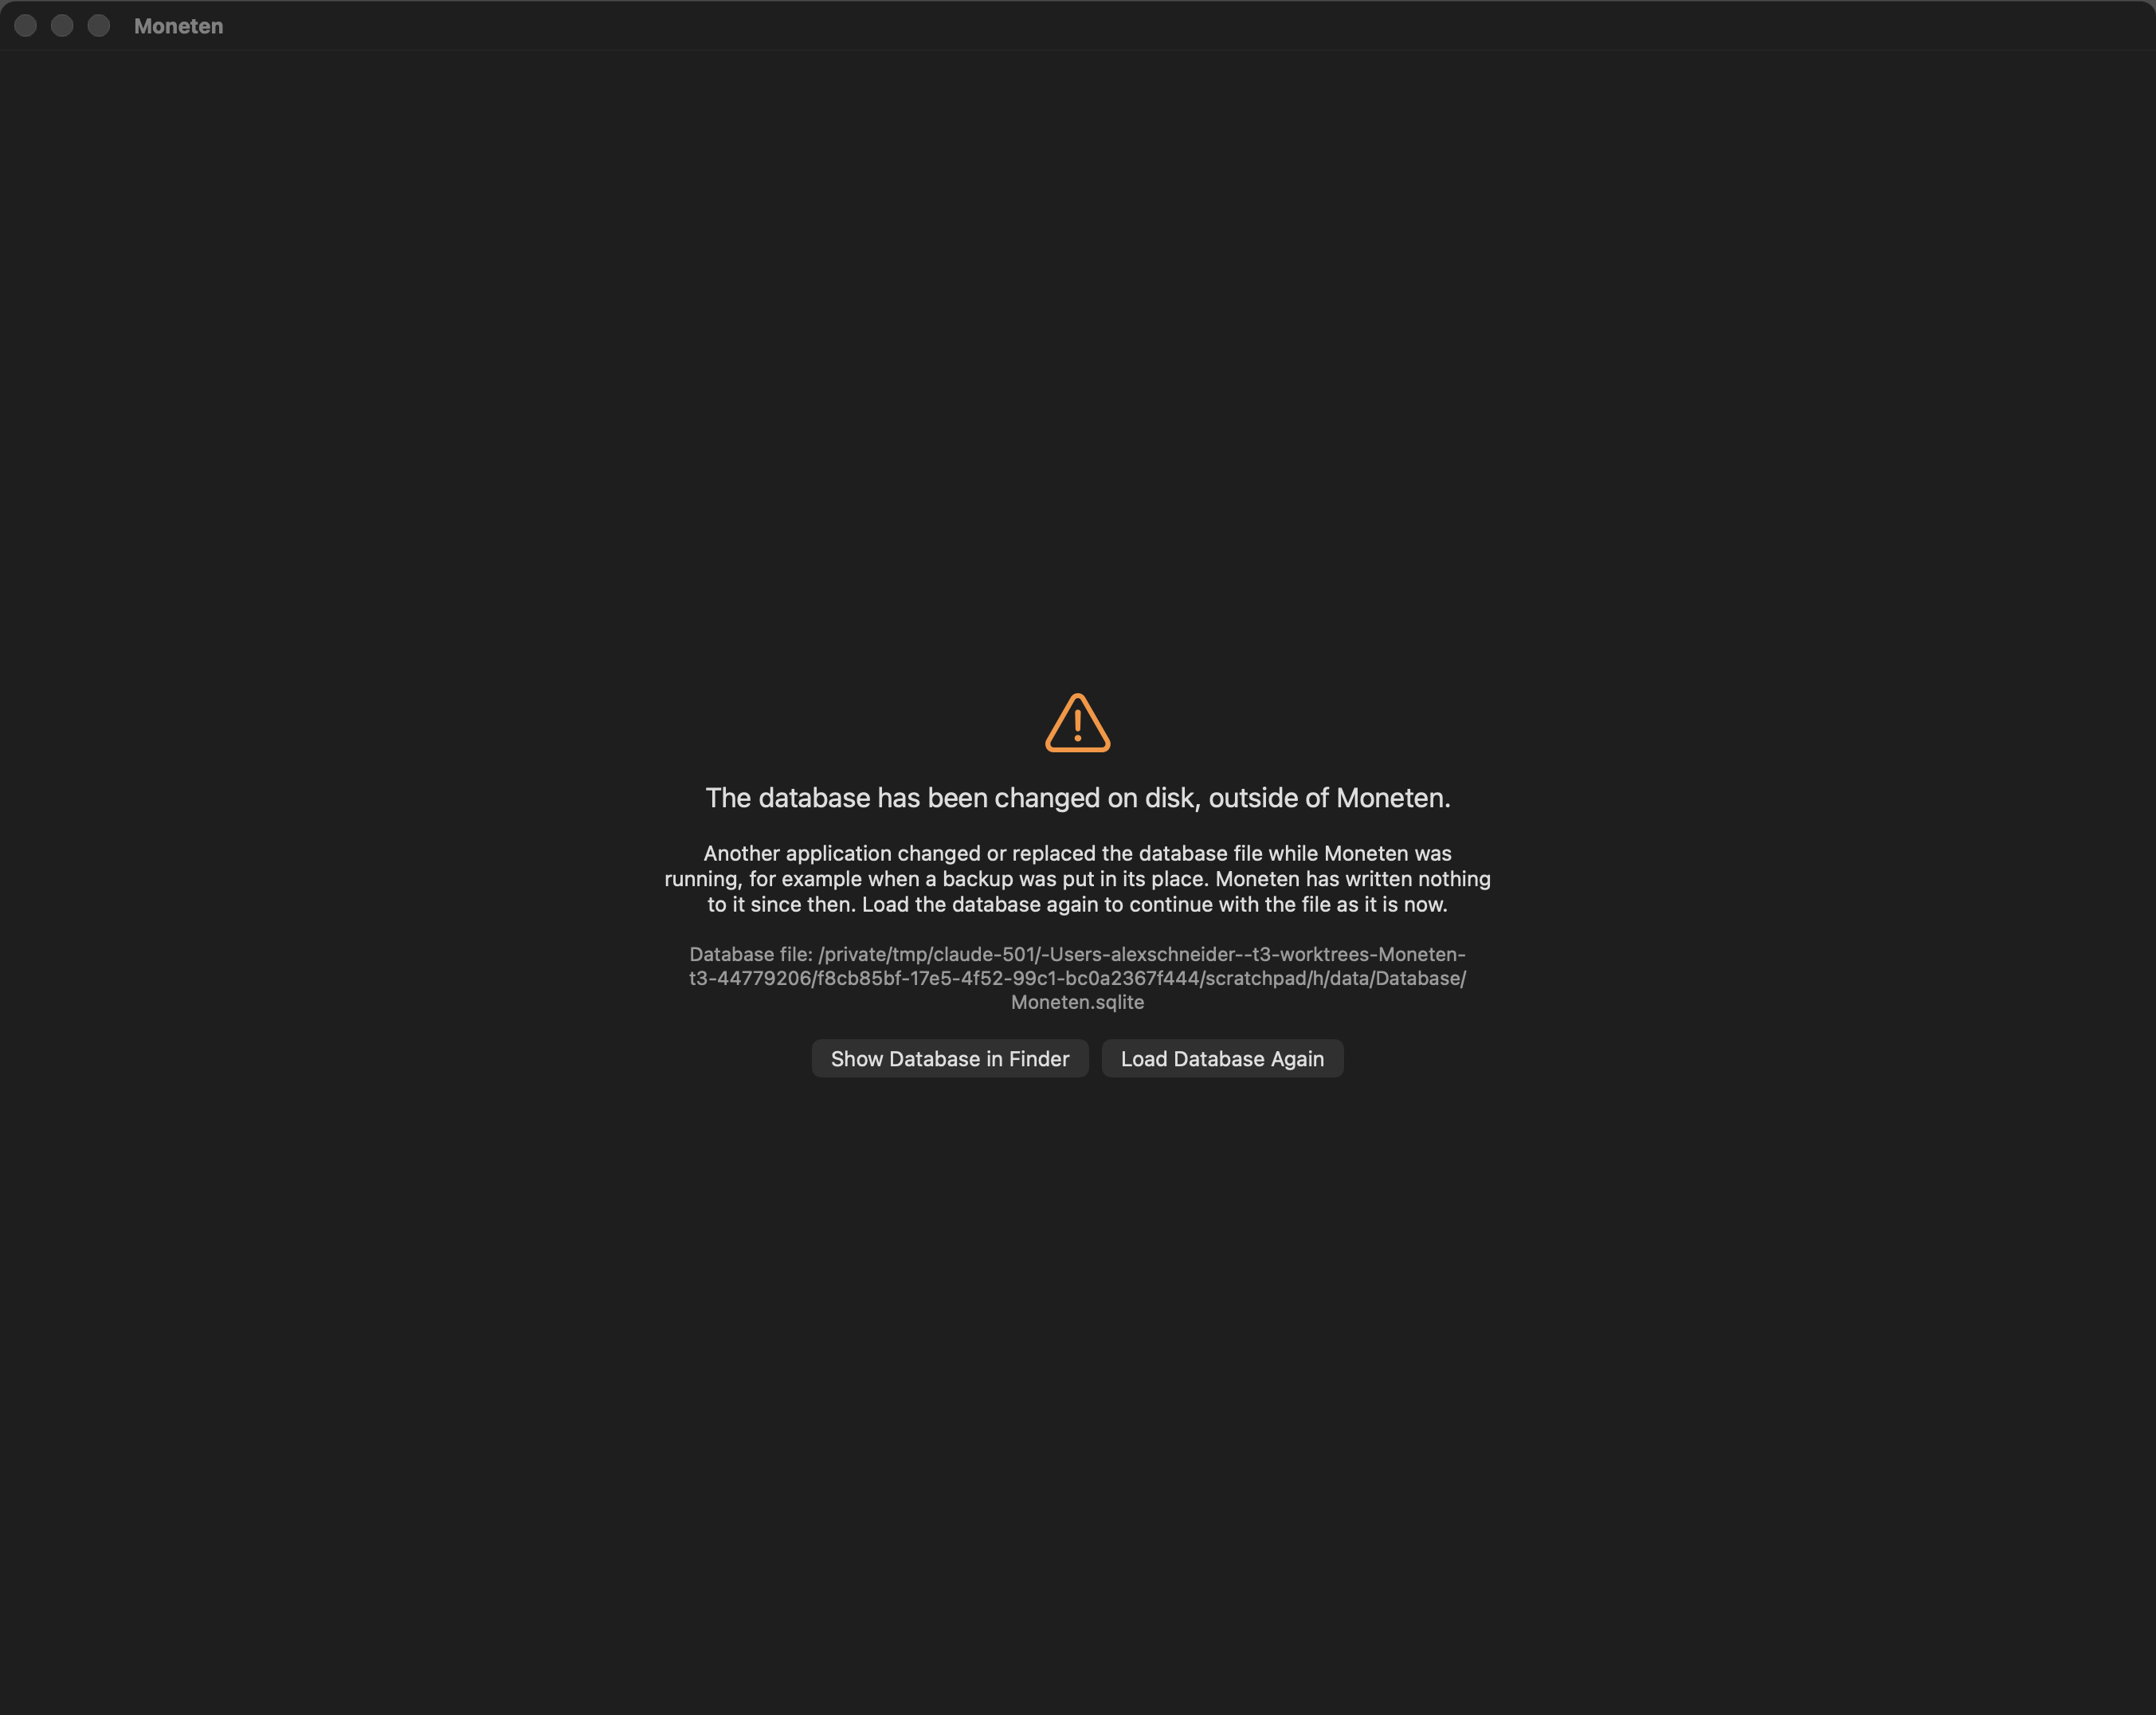 Moneten
The database has been changed on disk, outside of Moneten.
Another application changed or replaced the database file while Moneten was
running, for example when a backup was put in its place. Moneten has written nothing
to it since then. Load the database again to continue with the file as it is now.
Database file: /private/tmp/claude-501/-Users-alexschneider--t3-worktrees-Moneten-
t3-44779206/f8cb85bf-17e5-4f52-99c1-bc0a2367f444/scratchpad/h/data/Database/
Moneten.sqlite
Show Database in Finder
Load Database Again